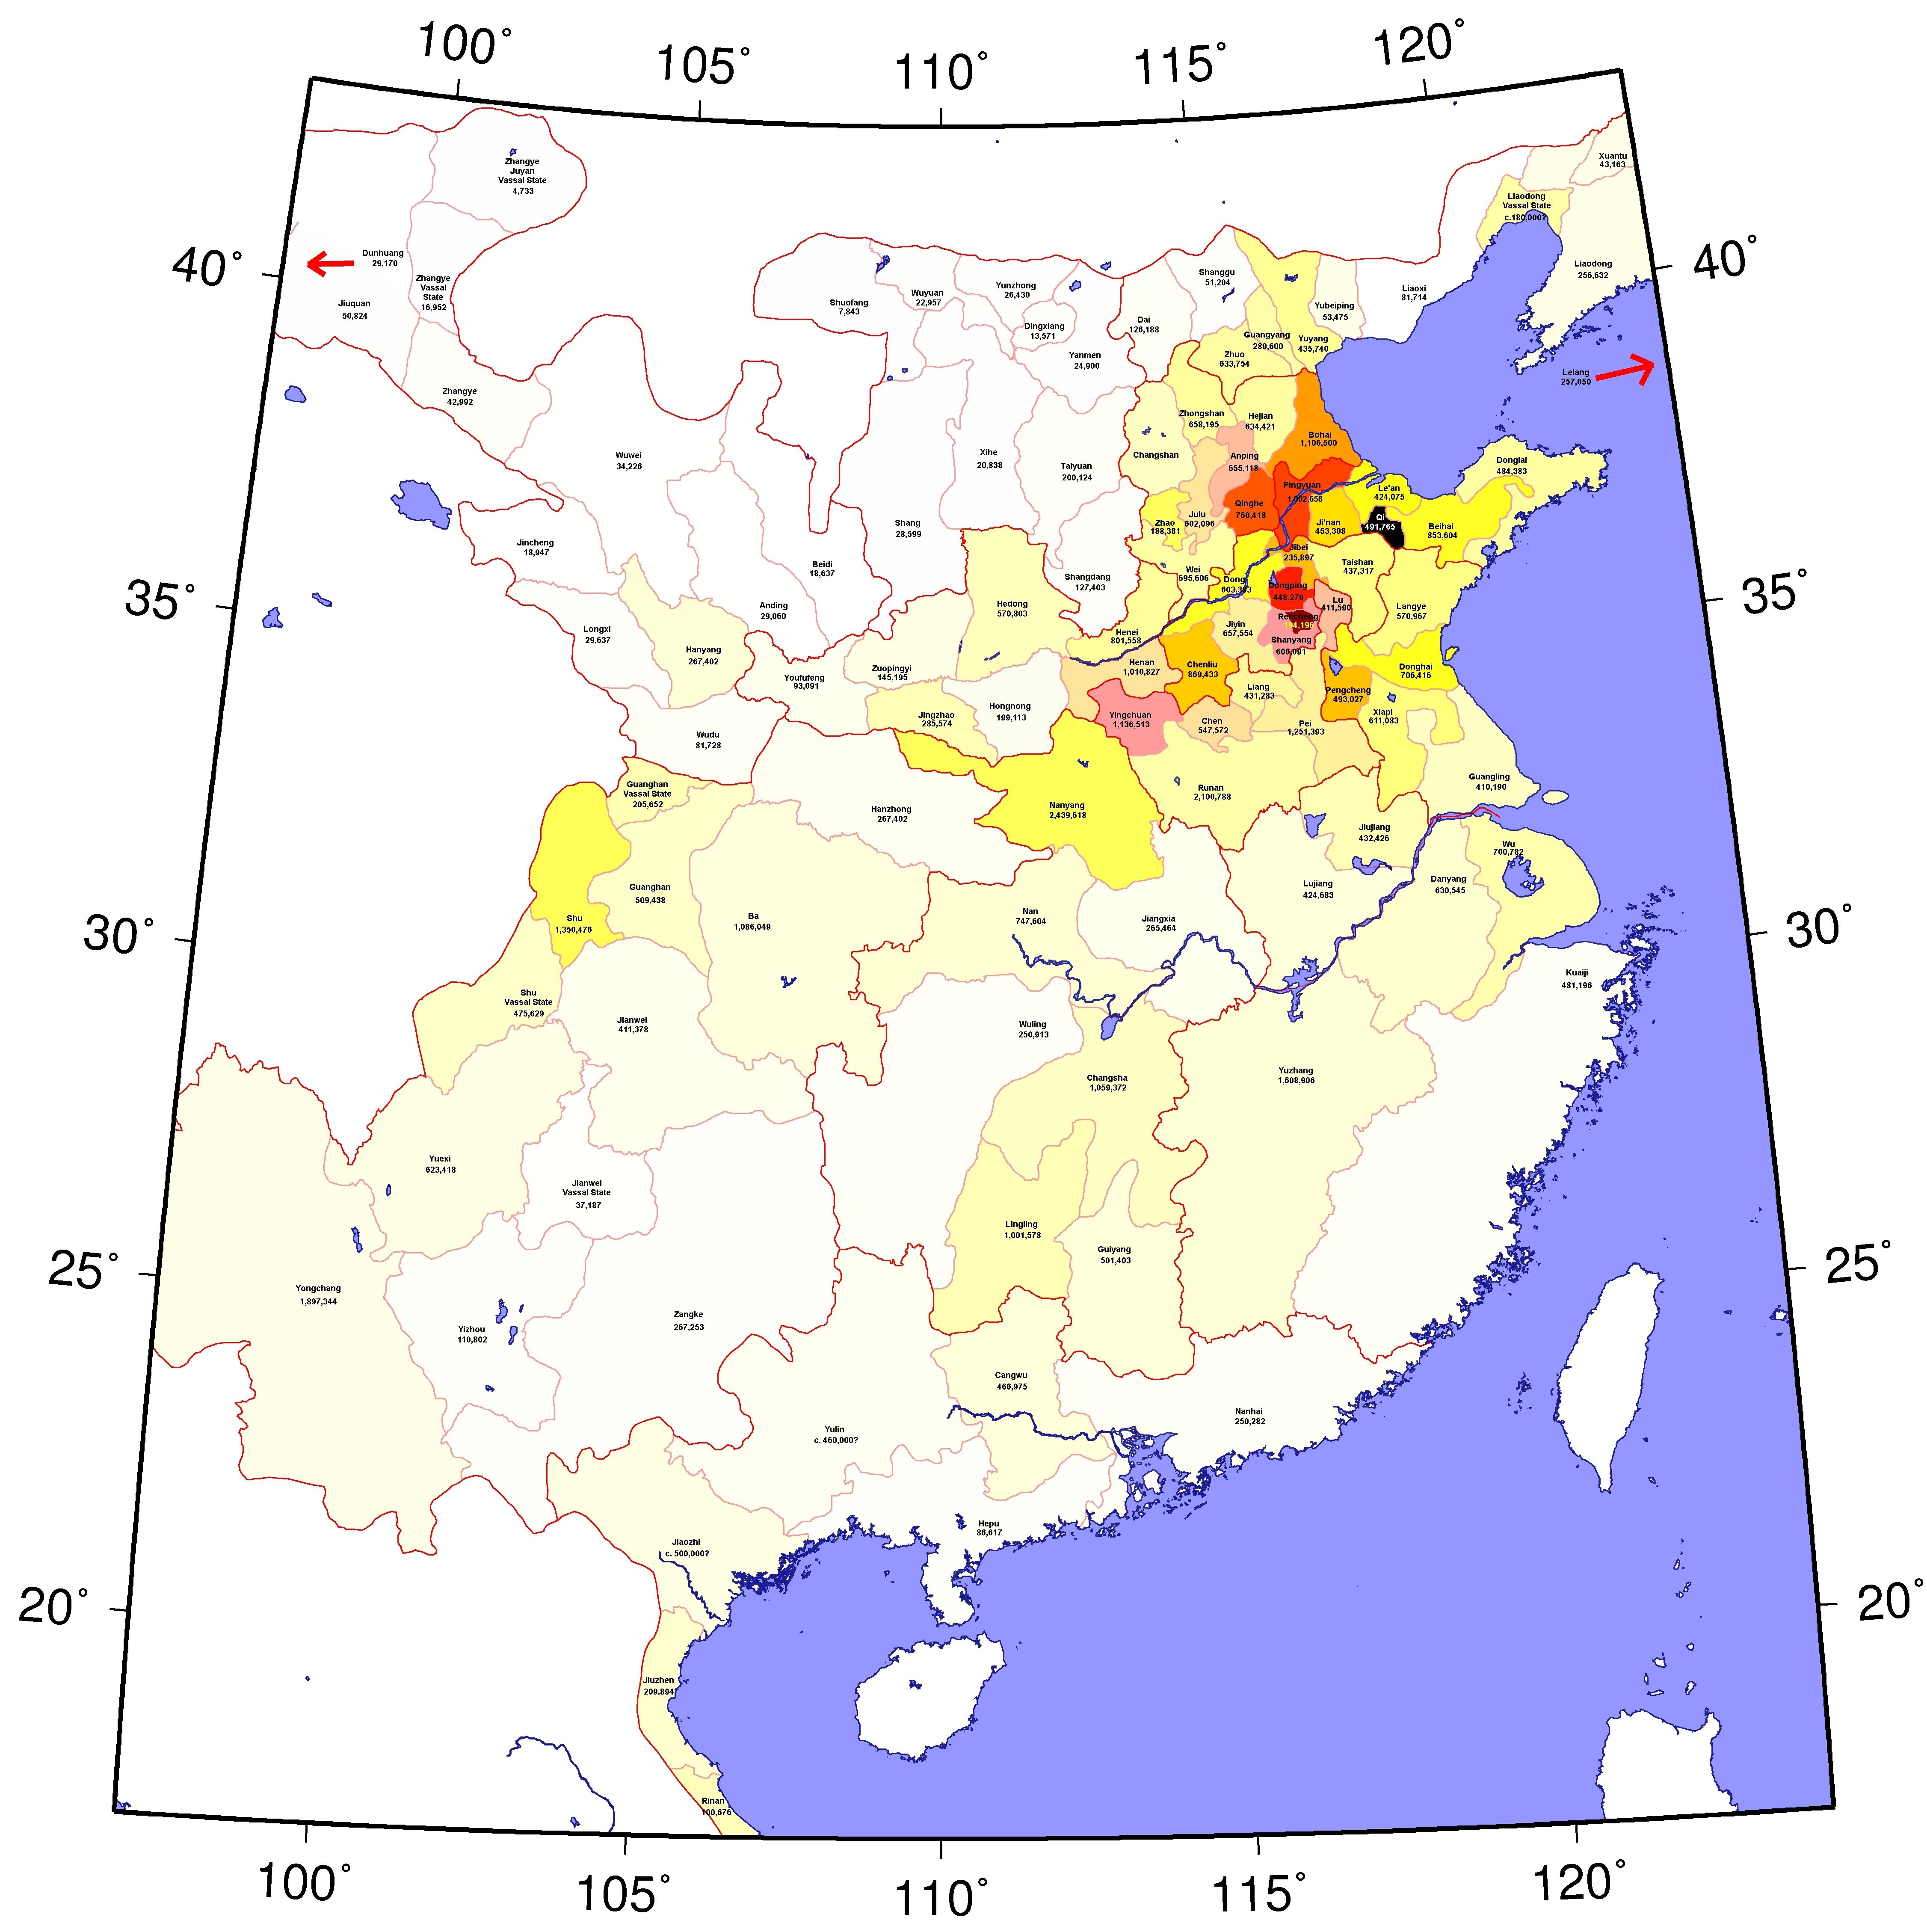 100°
105°
110°
115°
120°
40°
35°
30°
25°
20°
40°
35°
30°
25°
20°
100°
105°
110°
115°
120°
Zhangye
Juyan
Vassal State
4,733
Xuantu
43,163
Liaodong
Vassal State
c.180,000?
Dunhuang
29,170
Zhangye
Vassal
State
16,952
Jiuquan
50,824
Liaodong
256,632
Shanggu
51,204
Liaoxi
81,714
Yubeiping
53,475
Wuyuan
22,957
Yunzhong
26,430
Shuofang
7,843
Dingxiang
13,571
Dai
126,188
Guangyang
280,600
Yuyang
435,740
Yanmen
24,900
Zhuo
633,754
Lelang
257,050
Zhangye
42,992
Zhongshan
658,195
Hejian
634,421
Bohai
1,106,500
Wuwei
34,226
Xihe
20,838
Taiyuan
200,124
Changshan
Anping
655,118
Donglai
484,383
Pingyuan
1,002,658
Le'an
424,075
Qinghe
760,418
Julu
602,096
Zhao
188,381
Ji'nan
453,308
Qi
491,765
Beihai
853,604
Shang
28,599
Jincheng
18,947
Beidi
18,637
Jibei
235,897
Taishan
437,317
Shangdang
127,403
Wei
695,606
Dong
603,393
Dongping
448,270
Lu
411,590
Langye
570,967
Hedong
570,803
Anding
29,060
Longxi
29,637
Hanyang
267,402
Henei
801,558
Jiyin
657,554
Rencheng
194,196
Shanyang
606,091
Youfufeng
93,091
Zuopingyi
145,195
Henan
1,010,827
Chenliu
869,433
Donghai
706,416
Liang
431,283
Pengcheng
493,027
Jingzhao
285,574
Hongnong
199,113
Yingchuan
1,136,513
Chen
547,572
Pei
1,251,393
Xiapi
611,083
Wudu
81,728
Guanghan
Vassal State
205,652
Hanzhong
267,402
Nanyang
2,439,618
Runan
2,100,788
Guangling
410,190
Jiujiang
432,426
Wu
700,782
Guanghan
509,438
Lujiang
424,683
Danyang
630,545
Shu
1,350,476
Ba
1,086,049
Nan
747,604
Jiangxia
265,464
Kuaiji
481,196
Shu
Vassal State
475,629
Jianwei
411,378
Wuling
250,913
Changsha
1,059,372
Yuzhang
1,608,906
Yuexi
623,418
Jianwei
Vassal State
37,187
Lingling
1,001,578
Guiyang
501,403
Yongchang
1,897,344
Yizhou
110,802
Zangke
267,253
Cangwu
466,975
Nanhai
250,282
Yulin
c. 460,000?
Hepu
86,617
Jiaozhi
c. 500,000?
Jiuzhen
209.894
Rinan
100,676